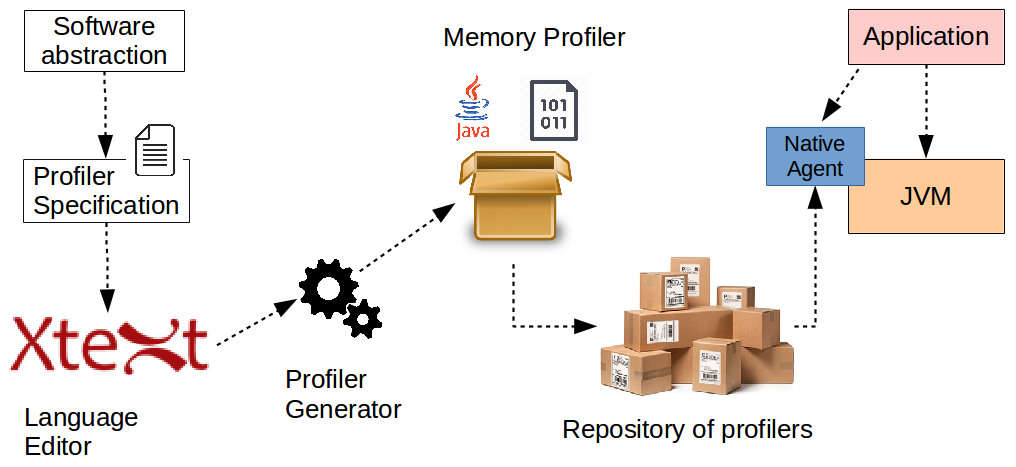 Software
abstraction
Profiler
Specification
Xtext
Language
Editor
Profiler
Generator
Memory Profiler
Java
101
011
Repository of profilers
Application
Native
Agent
JVM